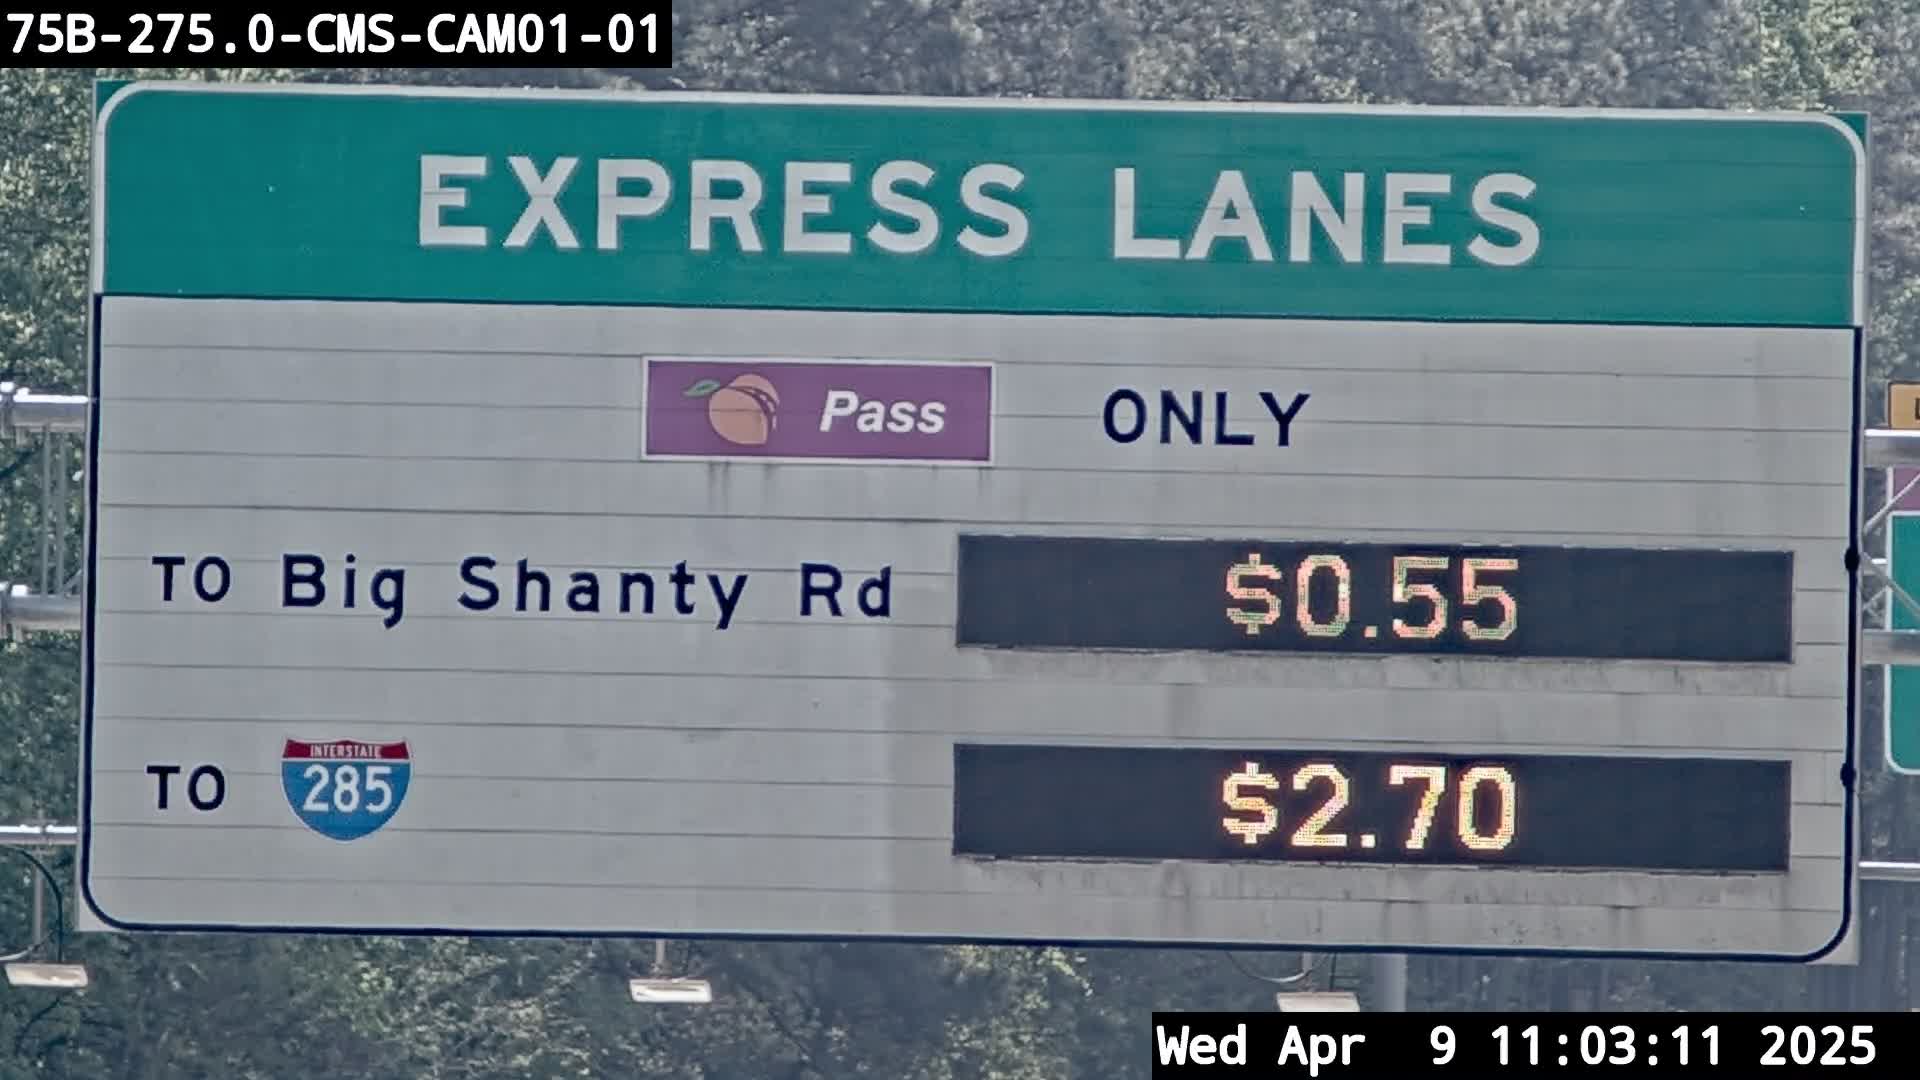 75B-275.0-CMS-CAM01-01
EXPRESS LANES
Pass ONLY
TO Big Shanty Rd $0.55
INTERSTATE
TO 285 $2.70
Wed Apr 9 11:03:11 2025